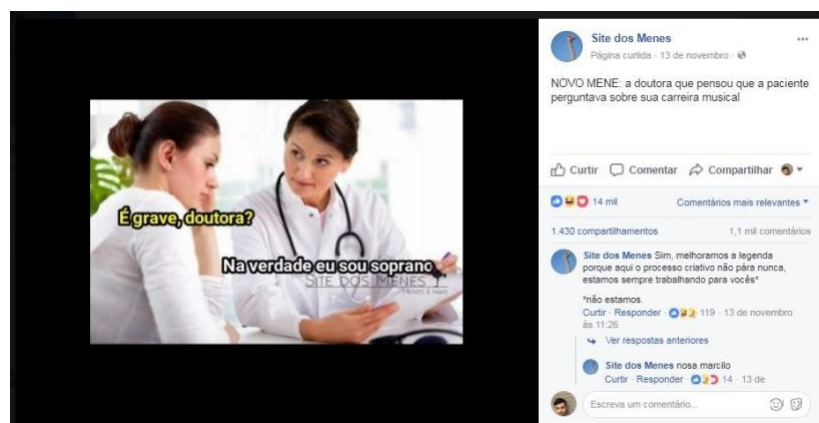 Site dos Menes
Página curtida · 13 de novembro ·
NOVO MENE: a doutora que pensou que a paciente
perguntava sobre sua carreira musical
Curtir Comentar Compartilhar
14 mil Comentários mais relevantes
1.430 compartilhamentos 1,1 mil comentários
Site dos Menes Sim, melhoramos a legenda
porque aqui o processo criativo não pára nunca,
estamos sempre trabalhando para vocês*
*não estamos.
Curtir · Responder · 119 · 13 de novembro
às 11:26
Ver respostas anteriores
Site dos Menes nosa marcilo
Curtir · Responder · 14 · 13 de
Escreva um comentário...
É grave, doutora?
Na verdade eu sou soprano
SITE DOS MENES
MENES É MAIS